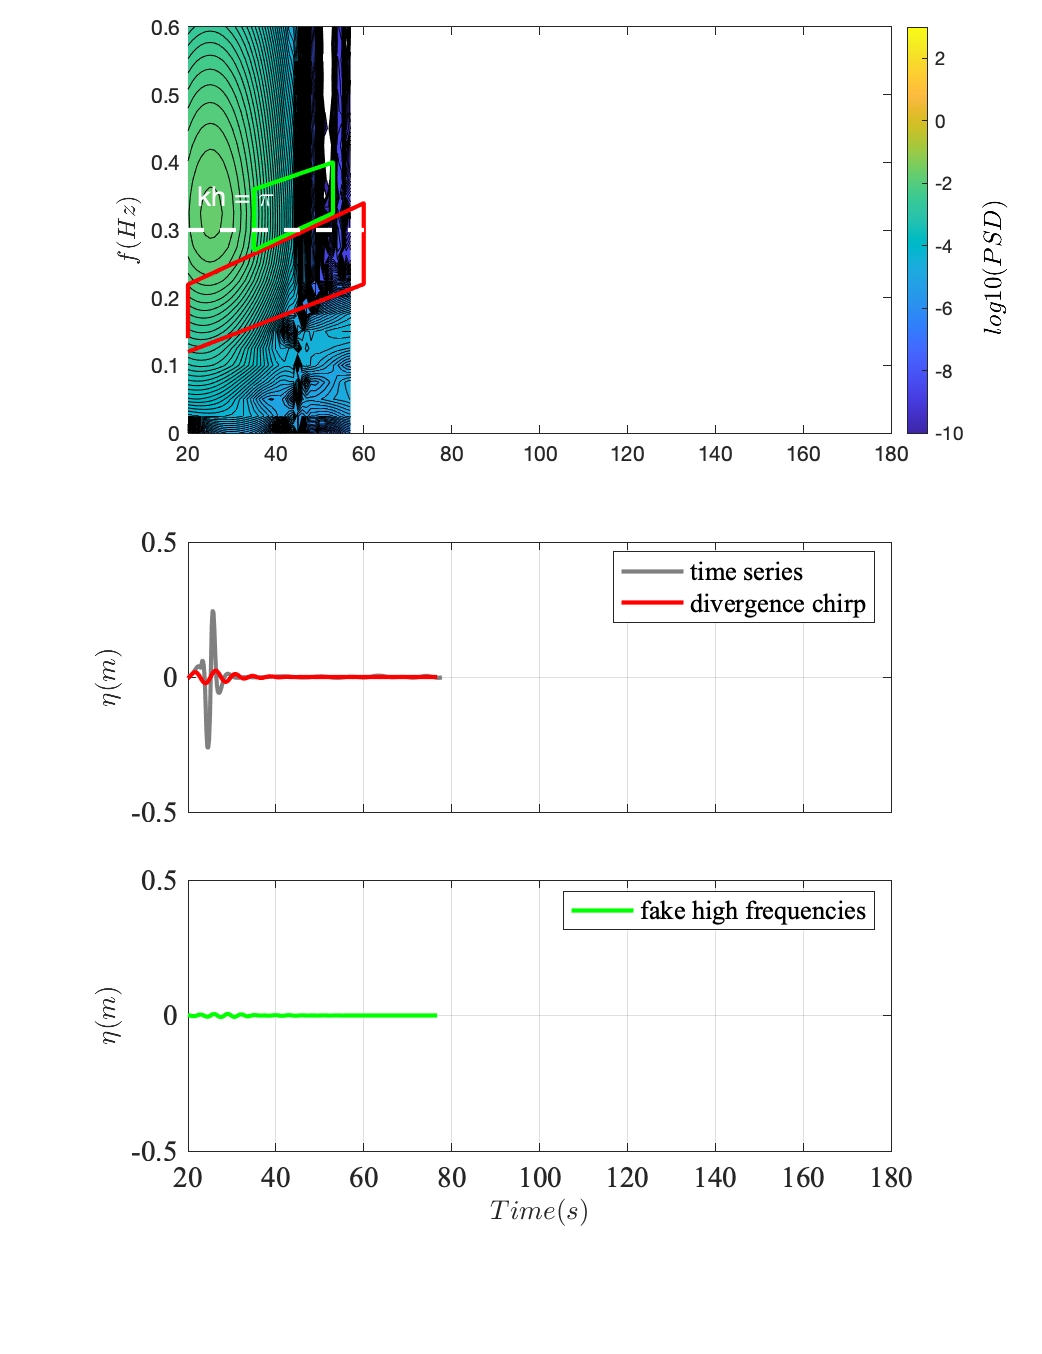 0.6
0.5
0.4
0.3
0.2
0.1
0
f(Hz)
kh = π
20 40 60 80 100 120 140 160 180
2
0
-2
-4
-6
-8
-10
log10(PSD)
0.5
0
-0.5
η(m)
time series
divergence chirp
0.5
0
-0.5
η(m)
fake high frequencies
20 40 60 80 100 120 140 160 180
Time(s)